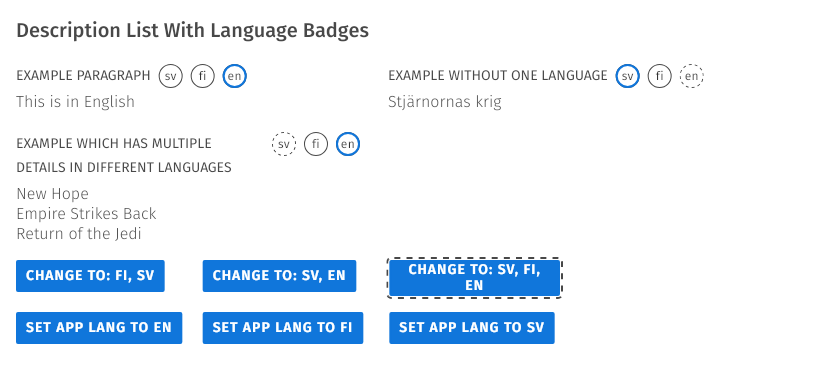 Description List With Language Badges
EXAMPLE PARAGRAPH sv fi en
This is in English
EXAMPLE WITHOUT ONE LANGUAGE sv fi en
Stjärnornas krig
EXAMPLE WHICH HAS MULTIPLE sv fi en
DETAILS IN DIFFERENT LANGUAGES
New Hope
Empire Strikes Back
Return of the Jedi
CHANGE TO: FI, SV
CHANGE TO: SV, EN
CHANGE TO: SV, FI,
EN
SET APP LANG TO EN
SET APP LANG TO FI
SET APP LANG TO SV